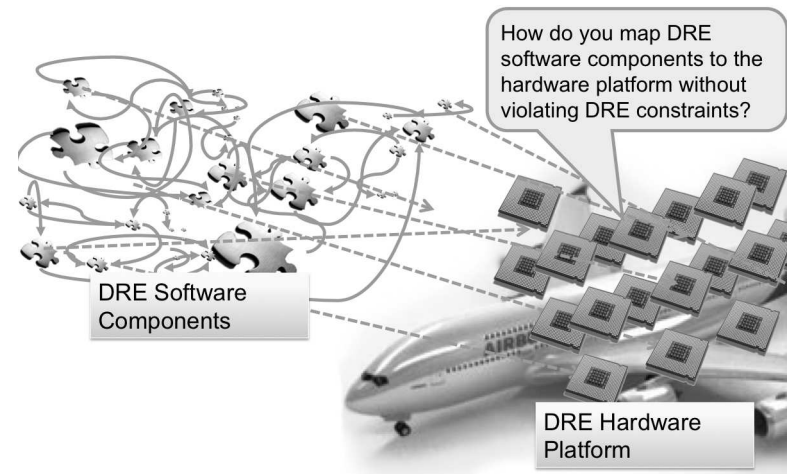 How do you map DRE
software components to the
hardware platform without
violating DRE constraints?
DRE Software
Components
AIRBUS
DRE Hardware
Platform